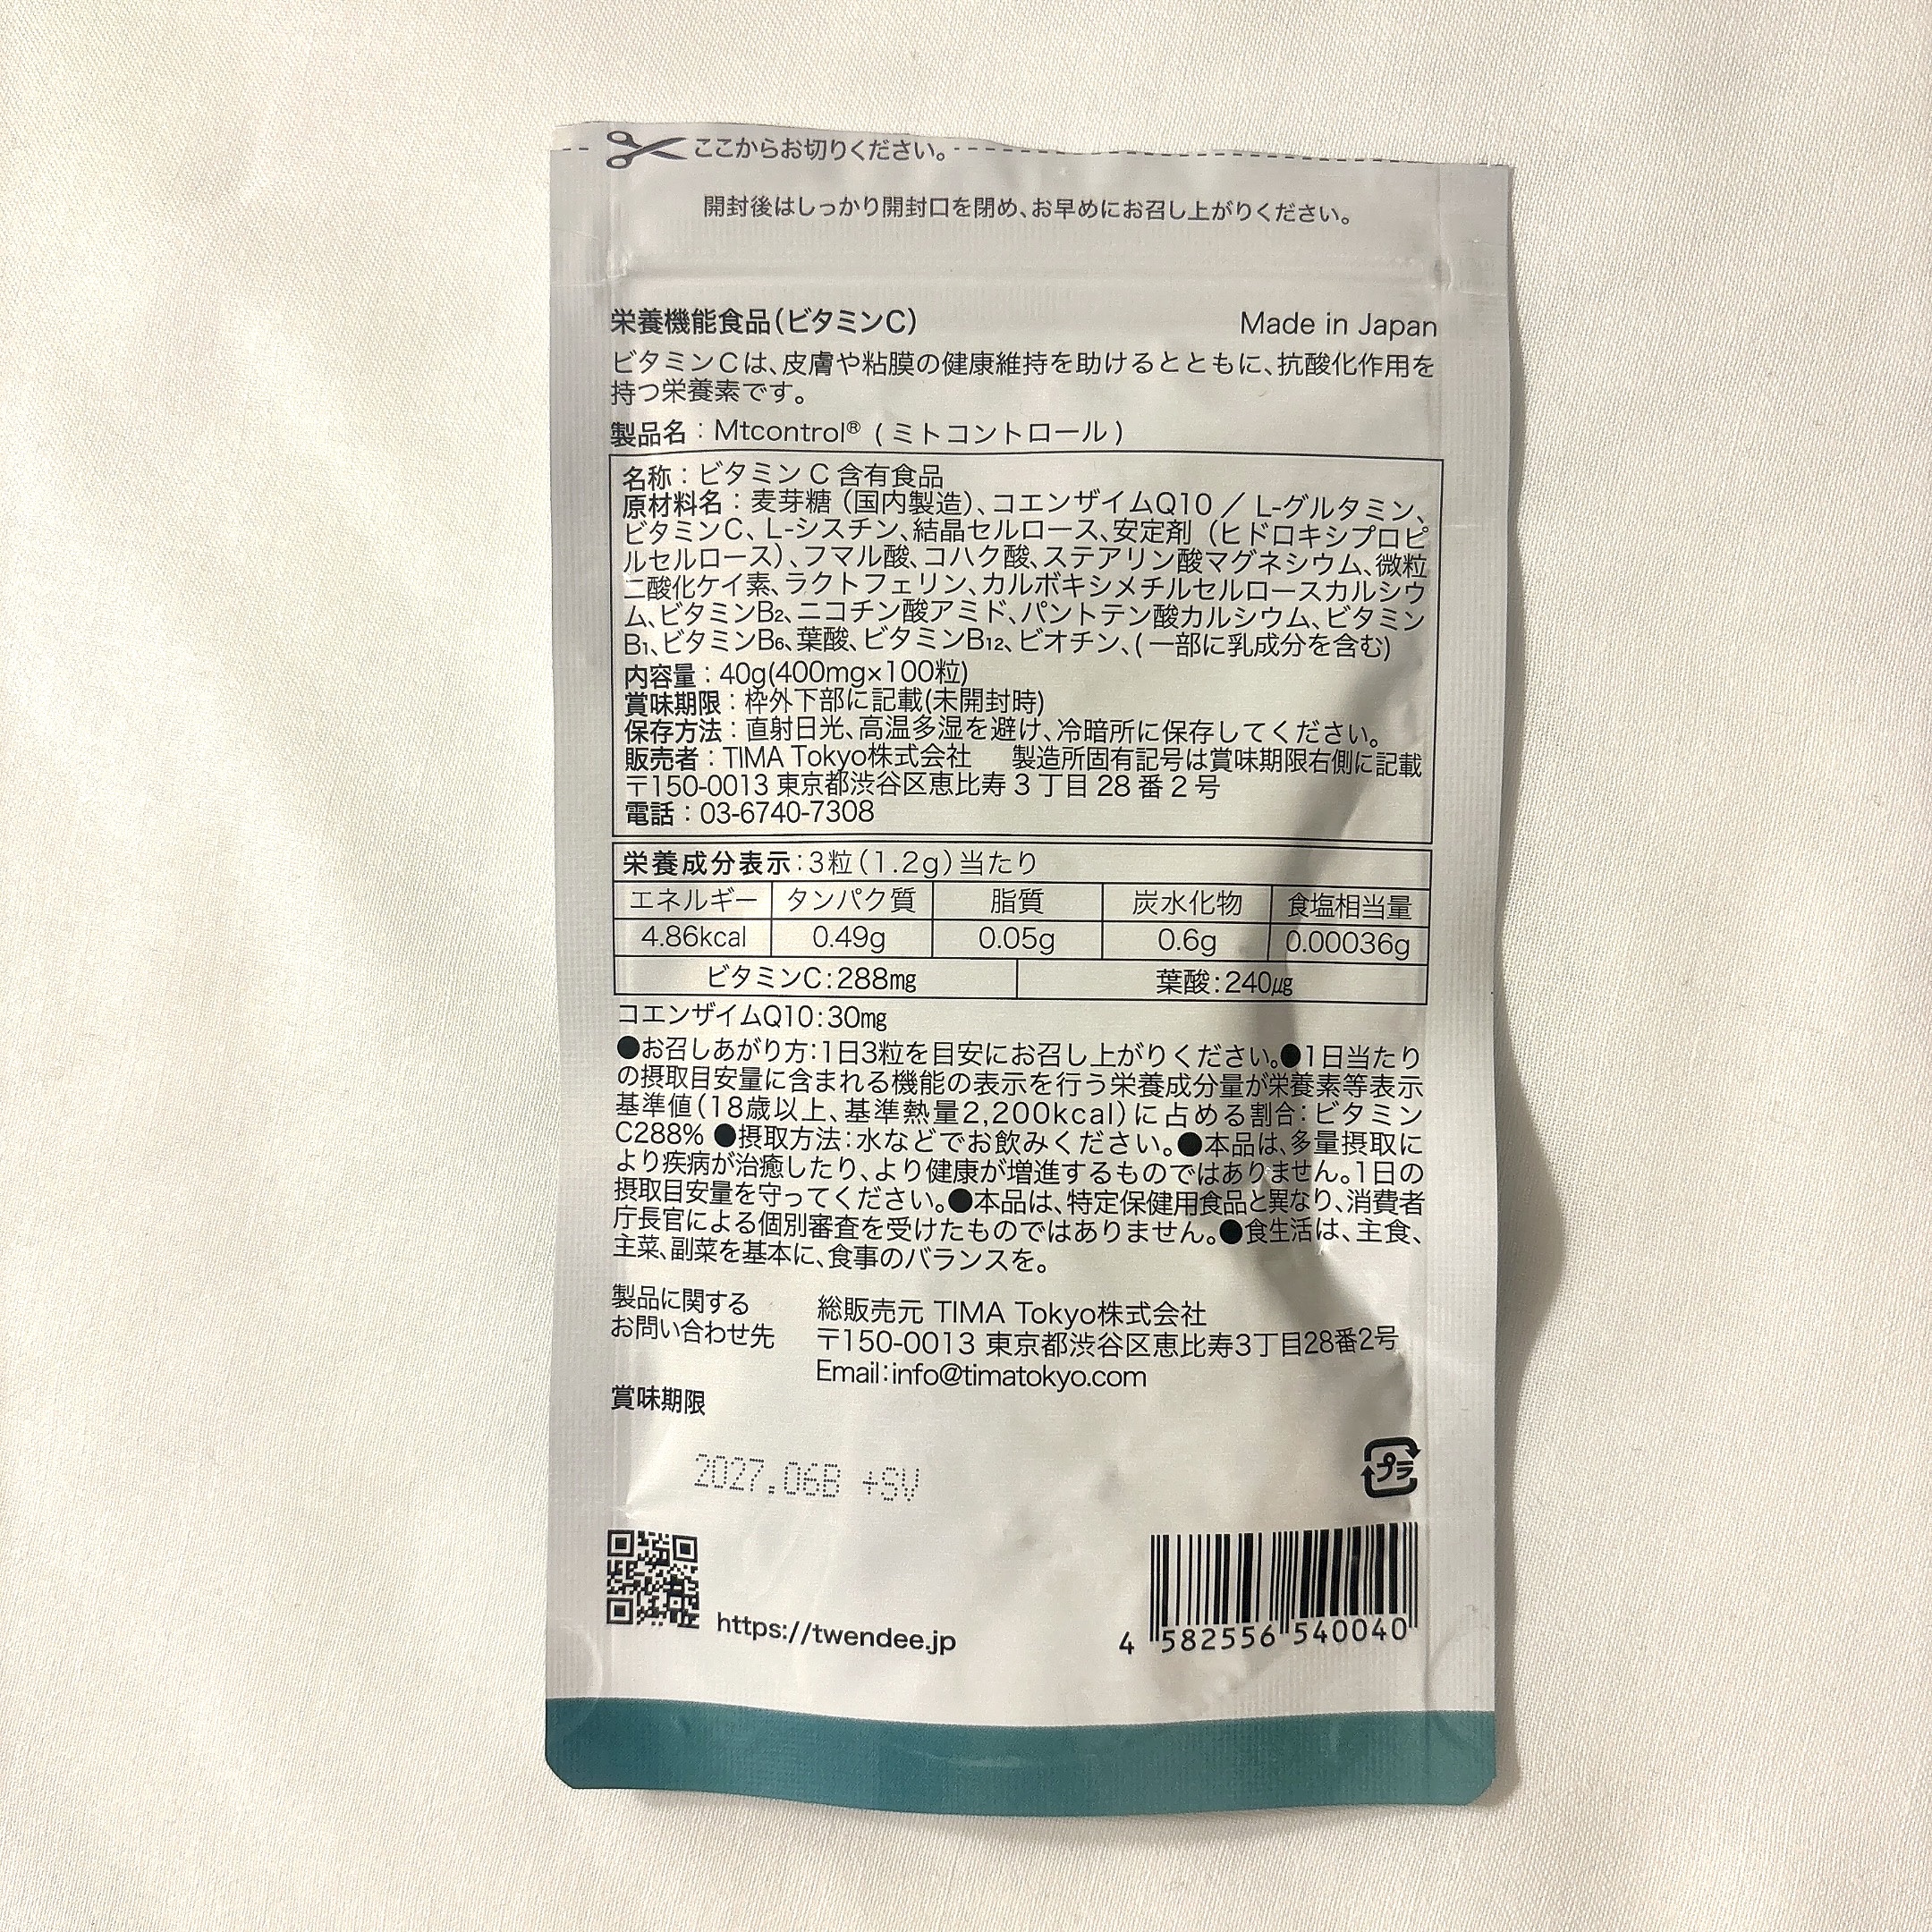 ここからお切りください。
開封後はしっかり開封口を閉め、お早めにお召し上がりください。
栄養機能食品(ビタミンC)
Made in Japan
ビタミンCは、皮膚や粘膜の健康維持を助けるとともに、抗酸化作用を
持つ栄養素です。
製品名：Mtcontrol® (ミトコントロール)
名称：ビタミンC含有食品
原材料名：麦芽糖(国内製造)、コエンザイムQ10／L-グルタミン、
ビタミンC、L-シスチン、結晶セルロース、安定剤(ヒドロキシプロピ
ルセルロース)、フマル酸、コハク酸、ステアリン酸マグネシウム、微粒
二酸化ケイ素、ラクトフェリン、カルボキシメチルセルロースカルシウ
ム、ビタミンB₂、ニコチン酸アミド、パントテン酸カルシウム、ビタミン
B₁、ビタミンB₆、葉酸、ビタミンB₁₂、ビオチン、(一部に乳成分を含む)
内容量：40g(400mg×100粒)
賞味期限：枠外下部に記載(未開封時)
保存方法：直射日光、高温多湿を避け、冷暗所に保存してください。
販売者：TIMA Tokyo株式会社 製造所固有記号は賞味期限右側に記載
〒150-0013 東京都渋谷区恵比寿3丁目28番2号
電話：03-6740-7308
栄養成分表示：3粒(1.2g)当たり
エネルギー タンパク質 脂質 炭水化物 食塩相当量
4.86kcal 0.49g 0.05g 0.6g 0.00036g
ビタミンC：288mg 葉酸：240μg
コエンザイムQ10：30mg
●お召しあがり方：1日3粒を目安にお召し上がりください。●1日当たり
の摂取目安量に含まれる機能の表示を行う栄養成分量が栄養素等表示
基準値(18歳以上、基準熱量2,200kcal)に占める割合：ビタミン
C288% ●摂取方法：水などでお飲みください。●本品は、多量摂取に
より疾病が治癒したり、より健康が増進するものではありません。1日の
摂取目安量を守ってください。●本品は、特定保健用食品と異なり、消費者
庁長官による個別審査を受けたものではありません。●食生活は、主食、
主菜、副菜を基本に、食事のバランスを。
製品に関する
お問い合わせ先
総販売元 TIMA Tokyo株式会社
〒150-0013 東京都渋谷区恵比寿3丁目28番2号
Email：info@timatokyo.com
賞味期限
2027.06B +SV
プラ
https://twendee.jp
4 582556 540040